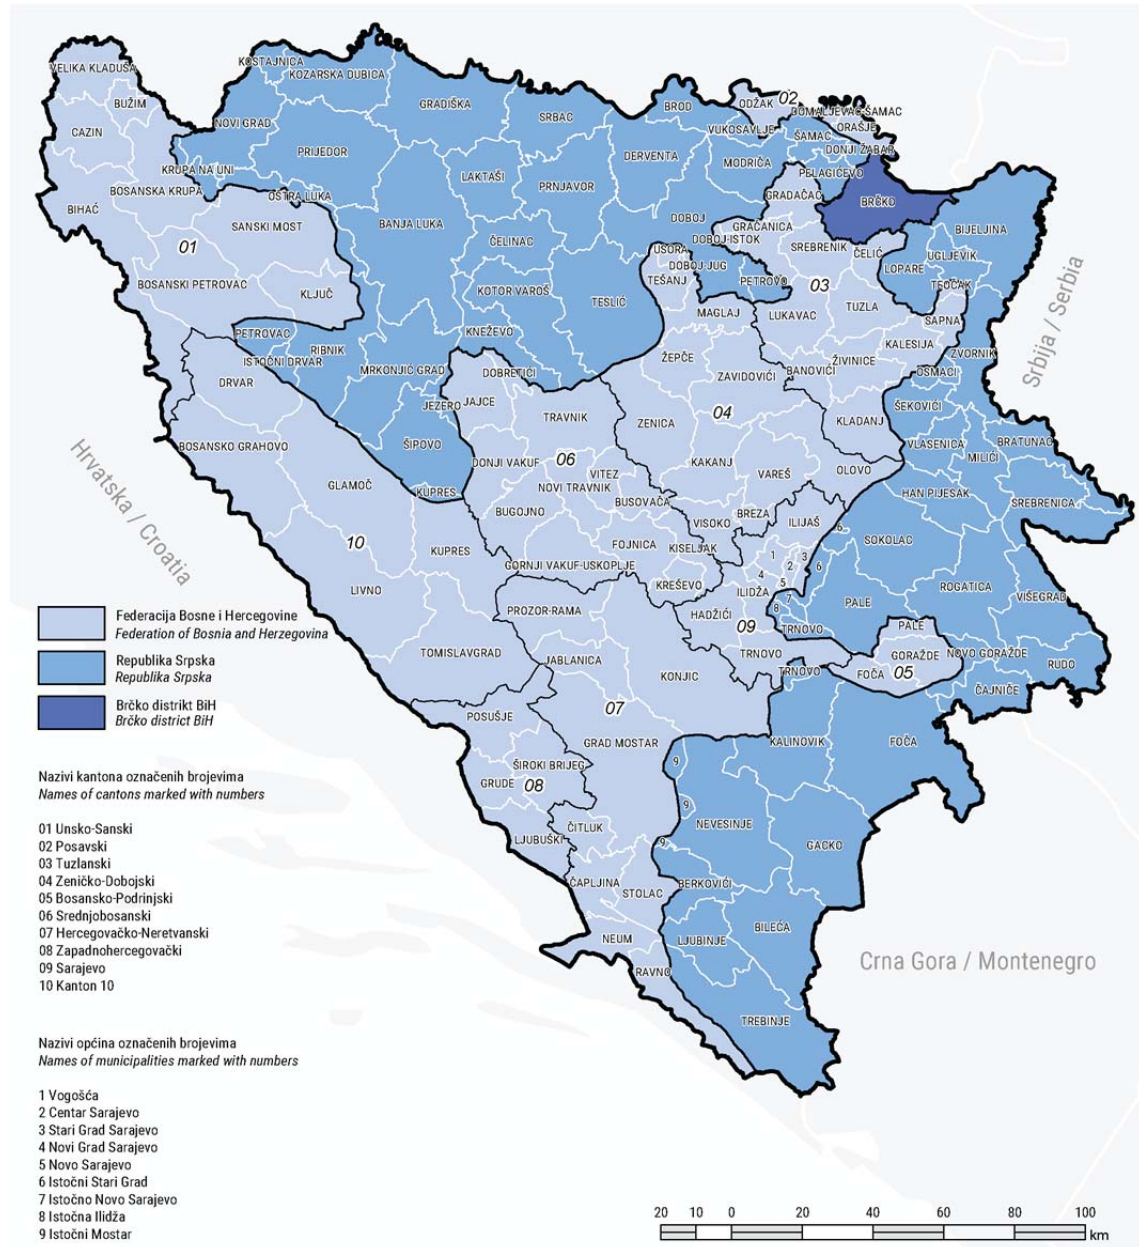 VELIKA KLADUŠA
BUŽIM
CAZIN
BIHAĆ
BOSANSKA KRUPA
01
SANSKI MOST
BOSANSKI PETROVAC
KLJUČ
KOSTAJNICA
KOZARSKA DUBICA
NOVI GRAD
KRUPA NA UNI
PRIJEDOR
OŠTRA LUKA
GRADIŠKA
SRBAC
LAKTAŠI
PRNJAVOR
BANJA LUKA
ČELINAC
KOTOR VAROŠ
TESLIĆ
KNEŽEVO
BROD
DERVENTA
VUKOSAVLJE
MODRIČA
DOBOJ
ODŽAK
02
DOMALJEVAC-ŠAMAC
ORAŠJE
ŠAMAC
DONJI ŽABAR
PELAGIĆEVO
BRČKO
GRADAČAC
GRAČANICA
DOBOJ-ISTOK
SREBRENIK
ČELIĆ
LOPARE
BIJELJINA
UGLJEVIK
TEOČAK
USORA
DOBOJ-JUG
TEŠANJ
PETROVO
03
MAGLAJ
LUKAVAC
TUZLA
SAPNA
KALESIJA
ZVORNIK
ŽEPČE
ZAVIDOVIĆI
BANOVIĆI
ŽIVINICE
OSMACI
PETROVAC
ISTOČNI DRVAR
RIBNIK
MRKONJIĆ GRAD
JEZERO
ŠIPOVO
KUPRES
DRVAR
BOSANSKO GRAHOVO
GLAMOČ
10
LIVNO
KUPRES
TOMISLAVGRAD
DOBRETIĆI
JAJCE
TRAVNIK
DONJI VAKUF
06
VITEZ
NOVI TRAVNIK
BUGOJNO
BUSOVAČA
FOJNICA
KISELJAK
GORNJI VAKUF-USKOPLJE
KREŠEVO
ZENICA
04
KAKANJ
VAREŠ
VISOKO
BREZA
OLOVO
KLADANJ
ŠEKOVIĆI
VLASENICA
BRATUNAC
MILIĆI
HAN PIJESAK
SREBRENICA
SOKOLAC
ROGATICA
VIŠEGRAD
PALE
ILIJAŠ
6
1
3
2
6
4
5
ILIDŽA
7
8
TRNOVO
HADŽIĆI
09
TRNOVO
TRNOVO
PALE
GORAŽDE
NOVO GORAŽDE
FOČA
05
RUDO
ČAJNIČE
PROZOR-RAMA
JABLANICA
KONJIC
07
GRAD MOSTAR
KALINOVIK
FOČA
POSUŠJE
ŠIROKI BRIJEG
GRUDE
08
LJUBUŠKI
ČITLUK
ČAPLJINA
STOLAC
NEUM
RAVNO
9
9
9
NEVESINJE
GACKO
BERKOVIĆI
LJUBINJE
BILEĆA
TREBINJE
Hrvatska / Croatia
Srbija / Serbia
Crna Gora / Montenegro
Federacija Bosne i Hercegovine
Federation of Bosnia and Herzegovina
Republika Srpska
Republika Srpska
Brčko distrikt BiH
Brčko district BiH
Nazivi kantona označenih brojevima
Names of cantons marked with numbers
01 Unsko-Sanski
02 Posavski
03 Tuzlanski
04 Zeničko-Dobojski
05 Bosansko-Podrinjski
06 Srednjobosanski
07 Hercegovačko-Neretvanski
08 Zapadnohercegovački
09 Sarajevo
10 Kanton 10
Nazivi općina označenih brojevima
Names of municipalities marked with numbers
1 Vogošća
2 Centar Sarajevo
3 Stari Grad Sarajevo
4 Novi Grad Sarajevo
5 Novo Sarajevo
6 Istočni Stari Grad
7 Istočno Novo Sarajevo
8 Istočna Ilidža
9 Istočni Mostar
20 10 0 20 40 60 80 100
km